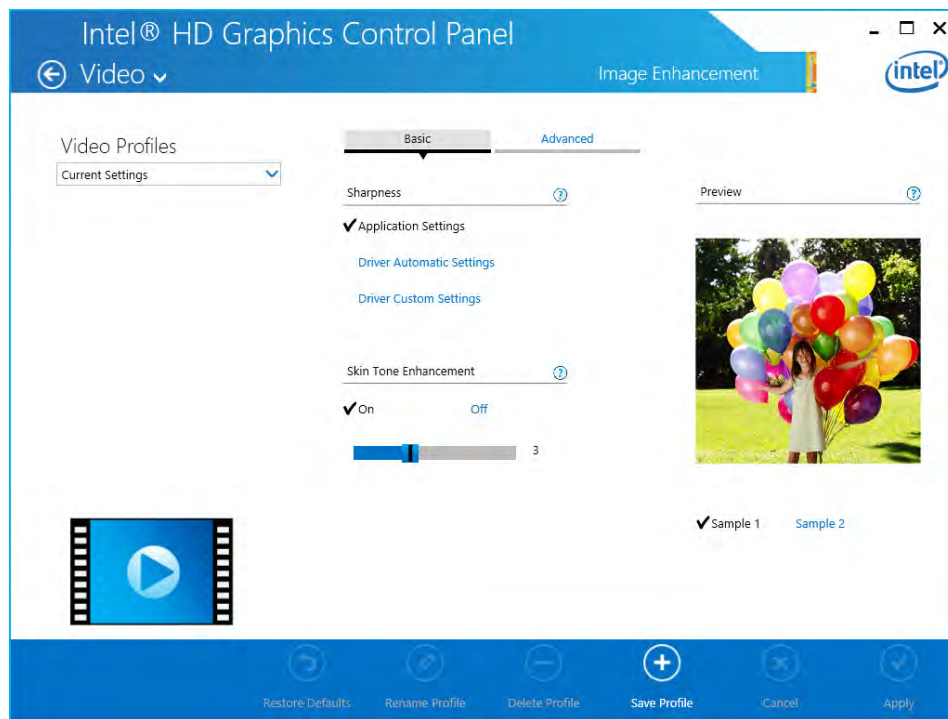 Intel® HD Graphics Control Panel
Video
Image Enhancement
intel
Video Profiles
Current Settings
Basic
Advanced
Sharpness
?
Application Settings
Driver Automatic Settings
Driver Custom Settings
Skin Tone Enhancement
?
On
Off
3
Preview
?
Sample 1
Sample 2
Restore Defaults
Rename Profile
Delete Profile
Save Profile
Cancel
Apply